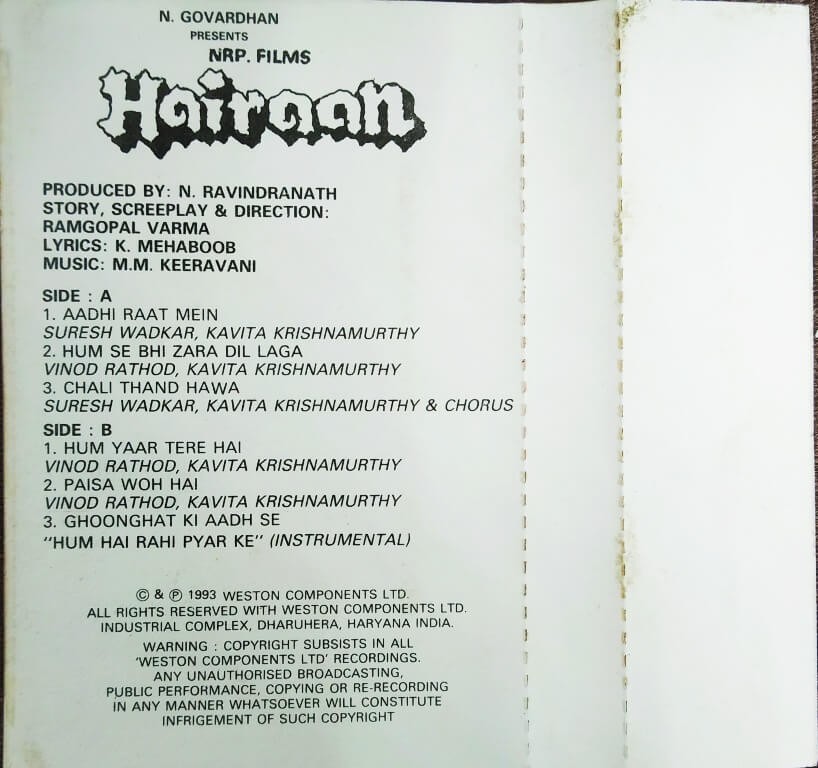 N. GOVARDHAN
PRESENTS
NRP. FILMS
Hairaan
PRODUCED BY: N. RAVINDRANATH
STORY, SCREEPLAY & DIRECTION:
RAMGOPAL VARMA
LYRICS: K. MEHABOOB
MUSIC: M.M. KEERAVANI
SIDE : A
1. AADHI RAAT MEIN
SURESH WADKAR, KAVITA KRISHNAMURTHY
2. HUM SE BHI ZARA DIL LAGA
VINOD RATHOD, KAVITA KRISHNAMURTHY
3. CHALI THAND HAWA
SURESH WADKAR, KAVITA KRISHNAMURTHY & CHORUS
SIDE : B
1. HUM YAAR TERE HAI
VINOD RATHOD, KAVITA KRISHNAMURTHY
2. PAISA WOH HAI
VINOD RATHOD, KAVITA KRISHNAMURTHY
3. GHOONGHAT KI AADH SE
"HUM HAI RAHI PYAR KE" (INSTRUMENTAL)
© & ℗ 1993 WESTON COMPONENTS LTD.
ALL RIGHTS RESERVED WITH WESTON COMPONENTS LTD.
INDUSTRIAL COMPLEX, DHARUHERA, HARYANA INDIA.
WARNING : COPYRIGHT SUBSISTS IN ALL
'WESTON COMPONENTS LTD' RECORDINGS.
ANY UNAUTHORISED BROADCASTING,
PUBLIC PERFORMANCE, COPYING OR RE-RECORDING
IN ANY MANNER WHATSOEVER WILL CONSTITUTE
INFRIGEMENT OF SUCH COPYRIGHT